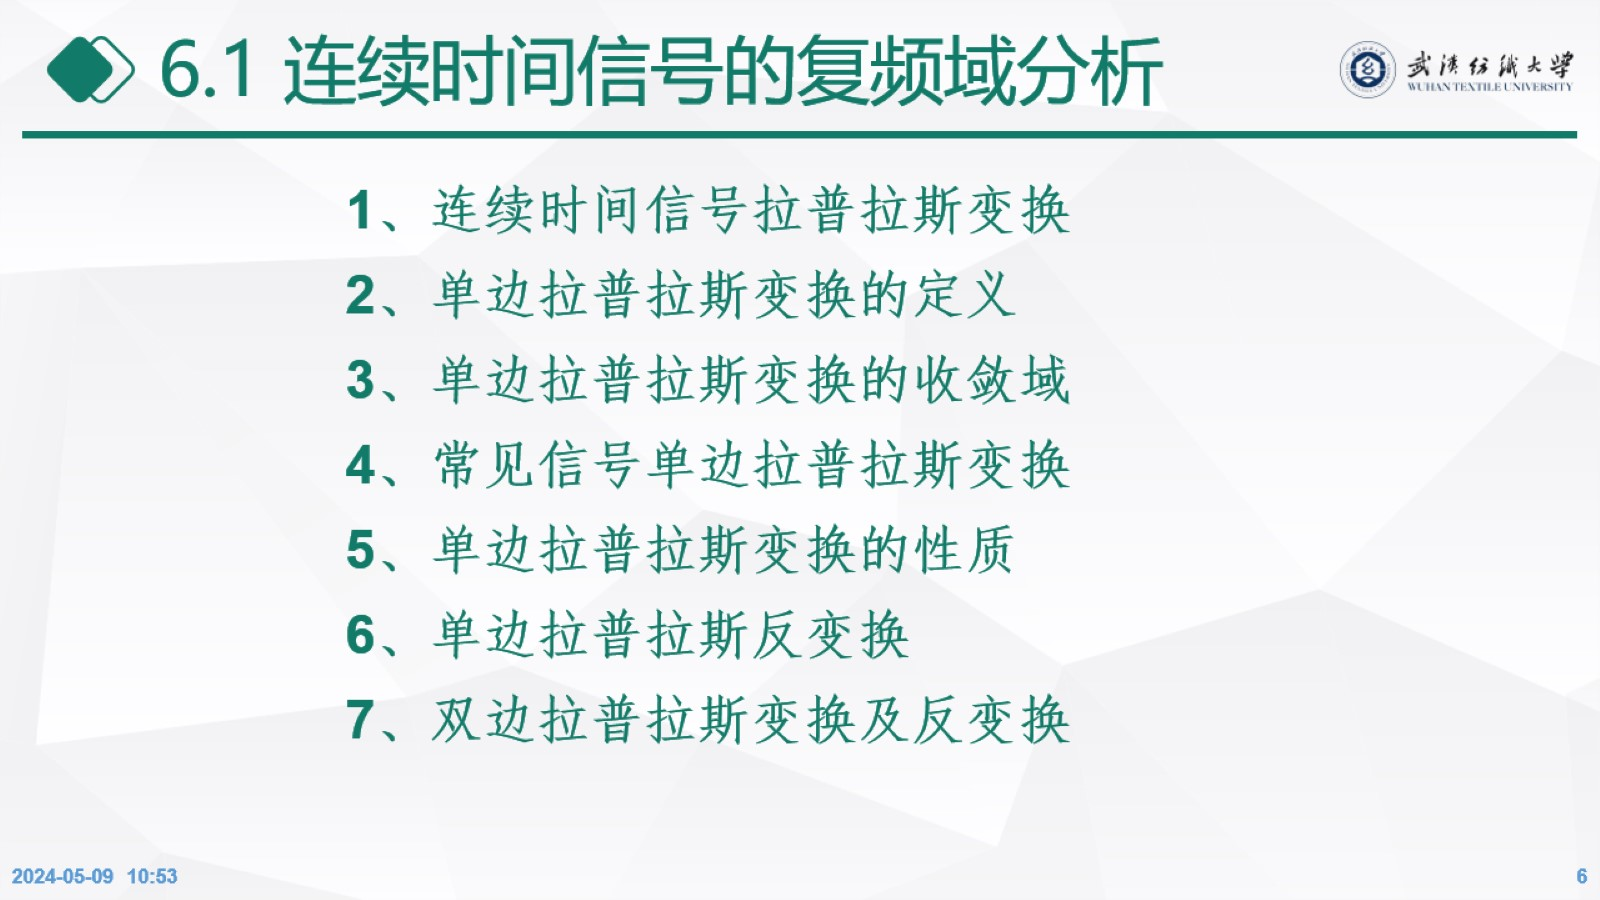 6.1 连续时间信号的复频域分析
武汉纺织大学
WUHAN TEXTILE UNIVERSITY
1、连续时间信号拉普拉斯变换
2、单边拉普拉斯变换的定义
3、单边拉普拉斯变换的收敛域
4、常见信号单边拉普拉斯变换
5、单边拉普拉斯变换的性质
6、单边拉普拉斯反变换
7、双边拉普拉斯变换及反变换
2024-05-09 10:53
6